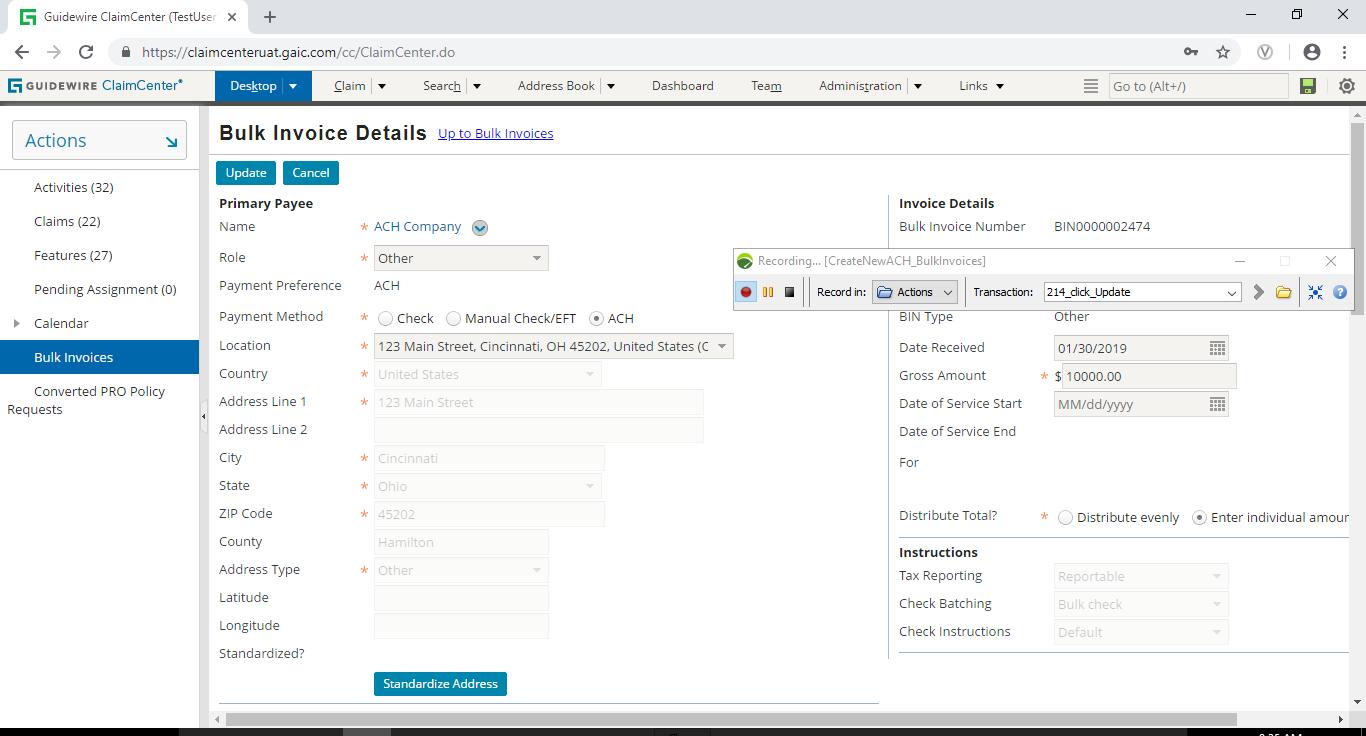 Guidewire ClaimCenter (TestUser
https://claimcenteruat.gaic.com/cc/ClaimCenter.do
GUIDEWIRE ClaimCenter®
Desktop
Claim
Search
Address Book
Dashboard
Team
Administration
Links
Go to (Alt+/)
Actions
Activities (32)
Claims (22)
Features (27)
Pending Assignment (0)
Calendar
Bulk Invoices
Converted PRO Policy
Requests
Bulk Invoice Details Up to Bulk Invoices
Update Cancel
Primary Payee
Name * ACH Company
Role * Other
Payment Preference ACH
Payment Method * Check Manual Check/EFT ACH
Location * 123 Main Street, Cincinnati, OH 45202, United States (C
Country * United States
Address Line 1 * 123 Main Street
Address Line 2
City * Cincinnati
State * Ohio
ZIP Code * 45202
County Hamilton
Address Type * Other
Latitude
Longitude
Standardized?
Standardize Address
Invoice Details
Bulk Invoice Number BIN0000002474
Recording... [CreateNewACH_BulkInvoices]
Record in: Actions Transaction: 214_click_Update
BIN Type Other
Date Received 01/30/2019
Gross Amount * $ 10000.00
Date of Service Start MM/dd/yyyy
Date of Service End
For
Distribute Total? * Distribute evenly Enter individual amour
Instructions
Tax Reporting Reportable
Check Batching Bulk check
Check Instructions Default